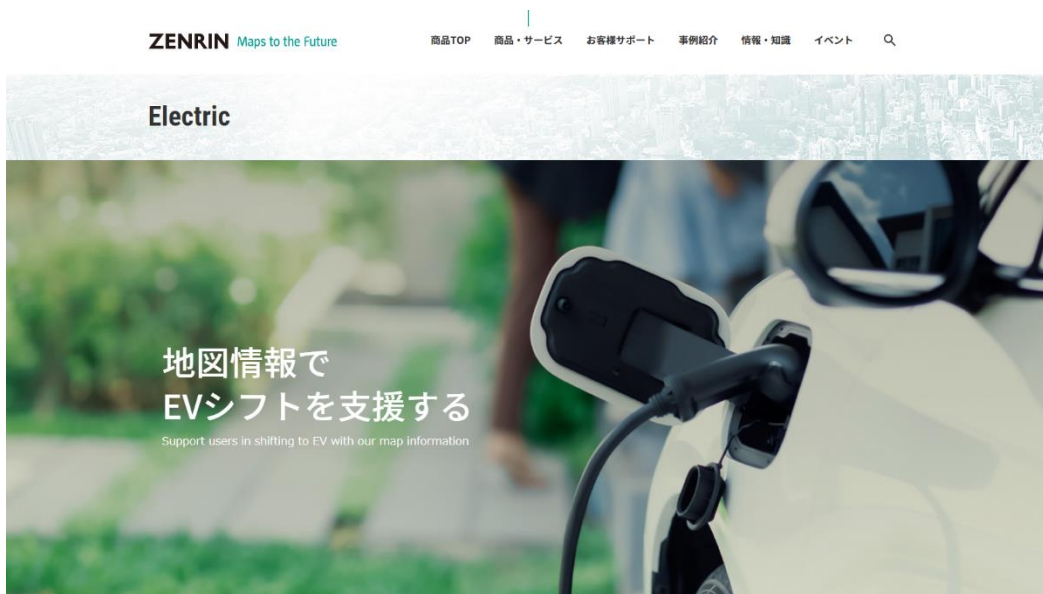 ZENRIN Maps to the Future
商品TOP 商品・サービス お客様サポート 事例紹介 情報・知識 イベント
Electric
地図情報で
EVシフトを支援する
Support users in shifting to EV with our map information